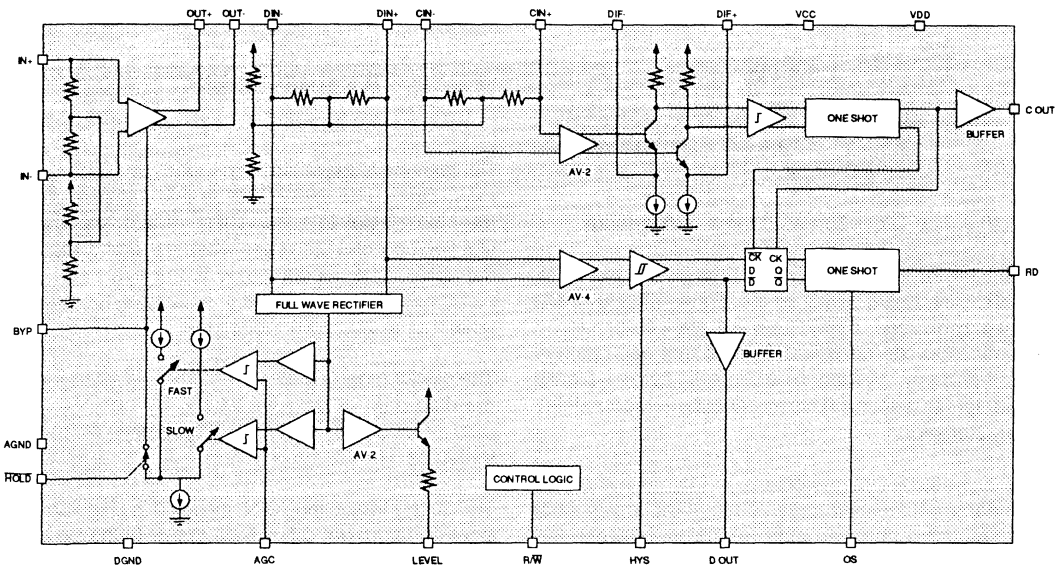 OUT+ OUT- DIN- DIN+ CIN- CIN+ DIF- DIF+ VCC VDD
IN+
ONE SHOT
C OUT
BUFFER
IN-
AV-2
CK CK
D Q
D Q
ONE SHOT
RD
AV-4
FULL WAVE RECTIFIER
BYP
BUFFER
FAST
SLOW
AGND
AV 2
HOLD
CONTROL LOGIC
DGND AGC LEVEL R/W HYS D OUT OS